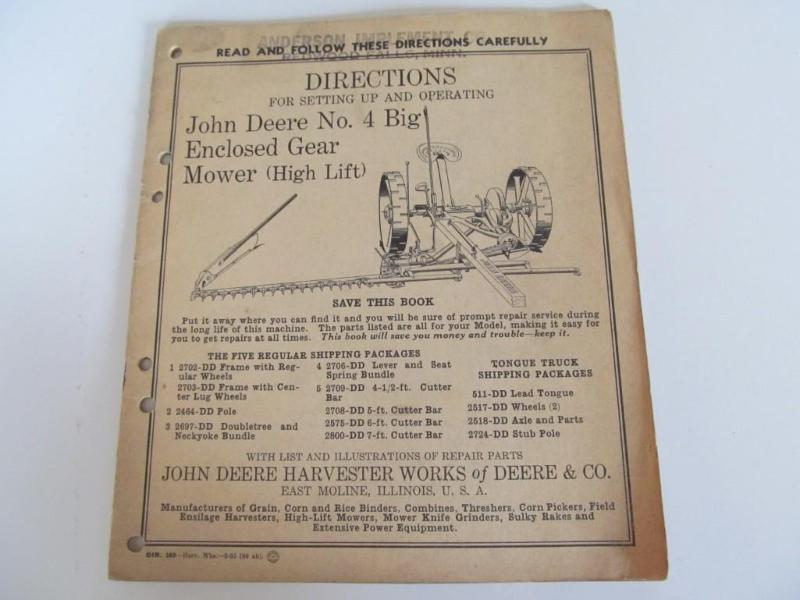 ANDERSON IMPLEMENT CO.
READ AND FOLLOW THESE DIRECTIONS CAREFULLY
REDWOOD FALLS, MINN.
DIRECTIONS
FOR SETTING UP AND OPERATING
John Deere No. 4 Big
Enclosed Gear
Mower (High Lift)
SAVE THIS BOOK
Put it away where you can find it and you will be sure of prompt repair service during
the long life of this machine. The parts listed are all for your Model, making it easy for
you to get repairs at all times. This book will save you money and trouble—keep it.
THE FIVE REGULAR SHIPPING PACKAGES
1 2702-DD Frame with Reg-
ular Wheels
2703-DD Frame with Cen-
ter Lug Wheels
2 2464-DD Pole
3 2697-DD Doubletree and
Neckyoke Bundle
4 2706-DD Lever and Seat
Spring Bundle
5 2709-DD 4-1/2-ft. Cutter
Bar
2708-DD 5-ft. Cutter Bar
2575-DD 6-ft. Cutter Bar
2800-DD 7-ft. Cutter Bar
TONGUE TRUCK
SHIPPING PACKAGES
511-DD Lead Tongue
2517-DD Wheels (2)
2518-DD Axle and Parts
2724-DD Stub Pole
WITH LIST AND ILLUSTRATIONS OF REPAIR PARTS
JOHN DEERE HARVESTER WORKS of DEERE & CO.
EAST MOLINE, ILLINOIS, U. S. A.
Manufacturers of Grain, Corn and Rice Binders, Combines, Threshers, Corn Pickers, Field
Ensilage Harvesters, High-Lift Mowers, Mower Knife Grinders, Sulky Rakes and
Extensive Power Equipment.